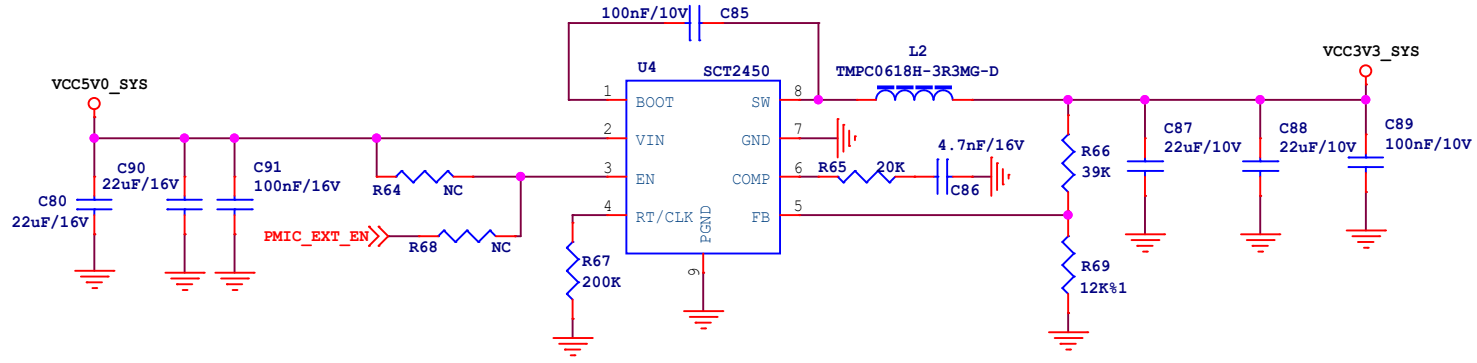 100nF/10V
C85
U4
SCT2450
L2
TMPC0618H-3R3MG-D
VCC5V0_SYS
VCC3V3_SYS
1
BOOT
SW
8
2
VIN
GND
7
3
EN
COMP
6
4
RT/CLK
FB
5
PGND
9
C80
22uF/16V
C90
22uF/16V
C91
100nF/16V
R64
NC
PMIC_EXT_EN
R68
NC
R67
200K
R65
20K
4.7nF/16V
C86
R66
39K
R69
12K%1
C87
22uF/10V
C88
22uF/10V
C89
100nF/10V